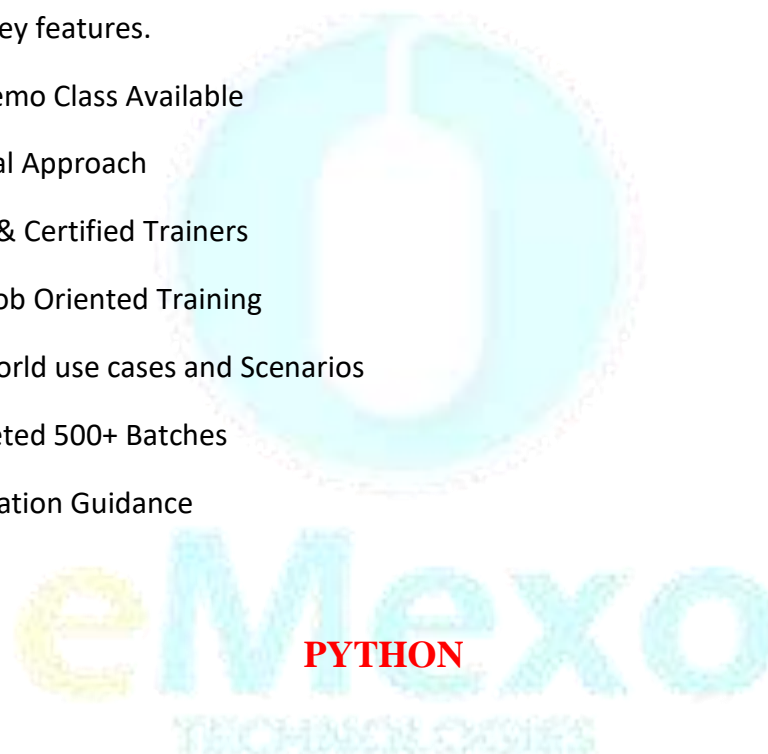 ey features.
emo Class Available
al Approach
& Certified Trainers
ob Oriented Training
orld use cases and Scenarios
eted 500+ Batches
ation Guidance
eMexo
PYTHON
TECHNOLOGIES